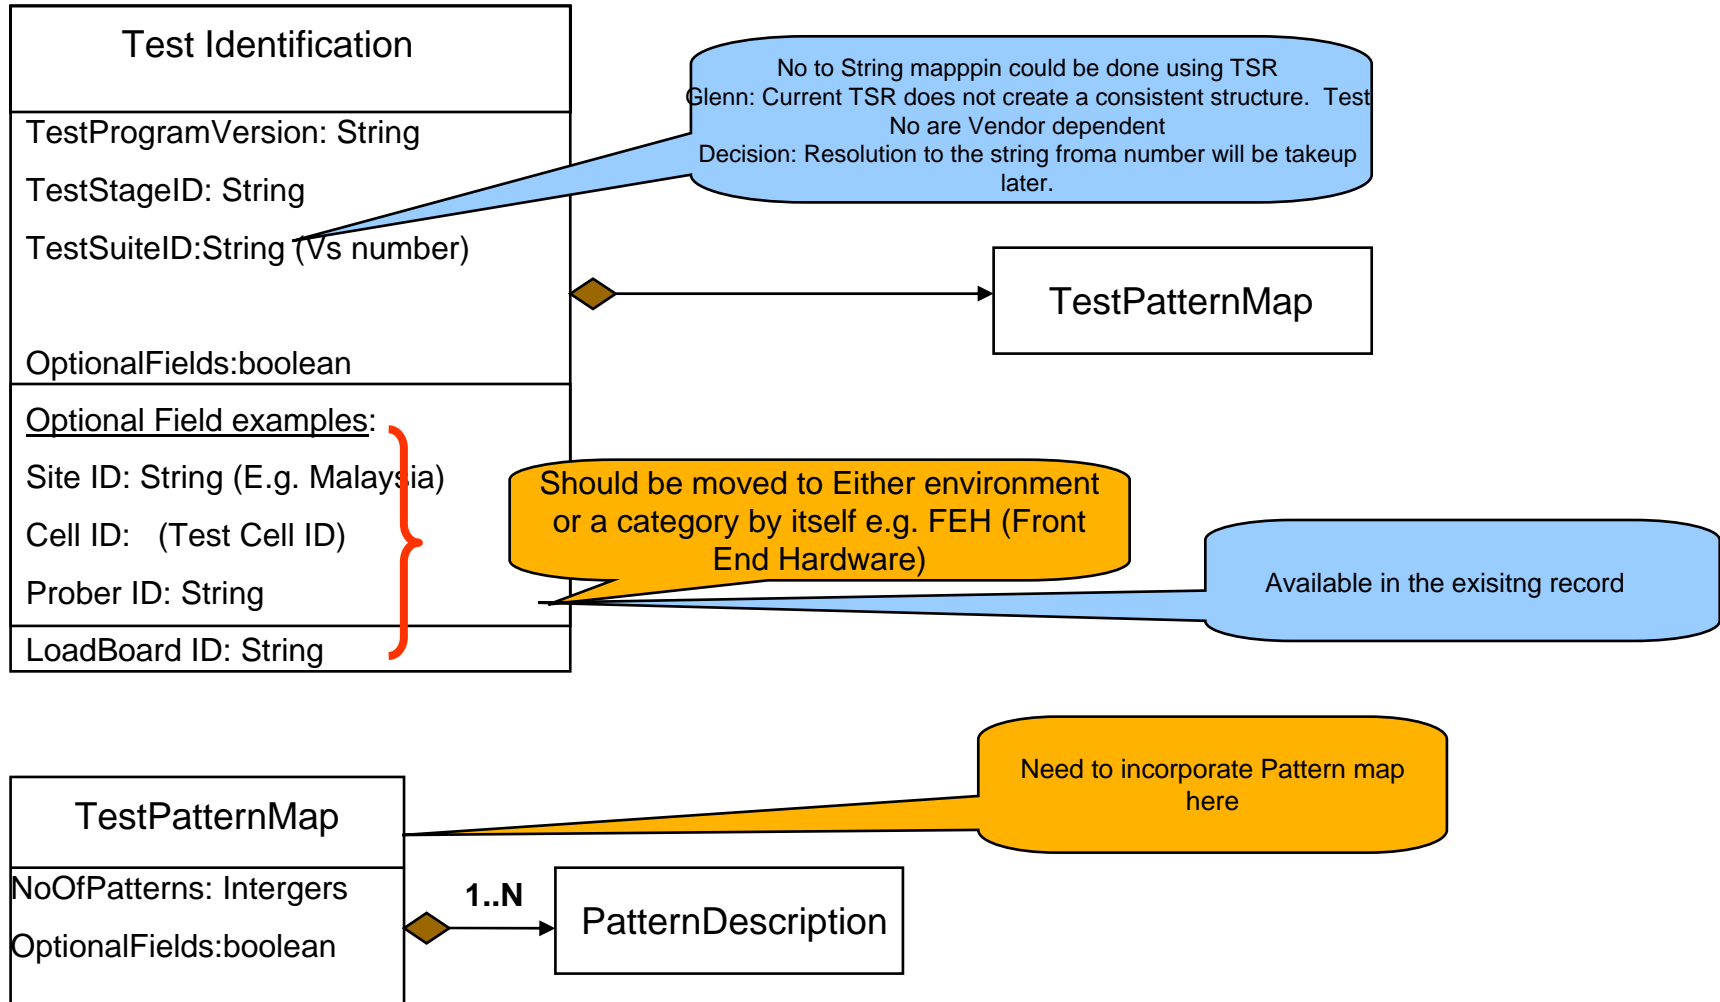 Test Identification
TestProgramVersion: String
TestStageID: String
TestSuiteID:String (Vs number)
OptionalFields:boolean
Optional Field examples:
Site ID: String (E.g. Malaysia)
Cell ID: (Test Cell ID)
Prober ID: String
LoadBoard ID: String
No to String mapppin could be done using TSR
Glenn: Current TSR does not create a consistent structure. Test
No are Vendor dependent
Decision: Resolution to the string froma number will be takeup
later.
TestPatternMap
Should be moved to Either environment
or a category by itself e.g. FEH (Front
End Hardware)
Available in the exisitng record
Need to incorporate Pattern map
here
TestPatternMap
NoOfPatterns: Intergers
OptionalFields:boolean
1..N
PatternDescription